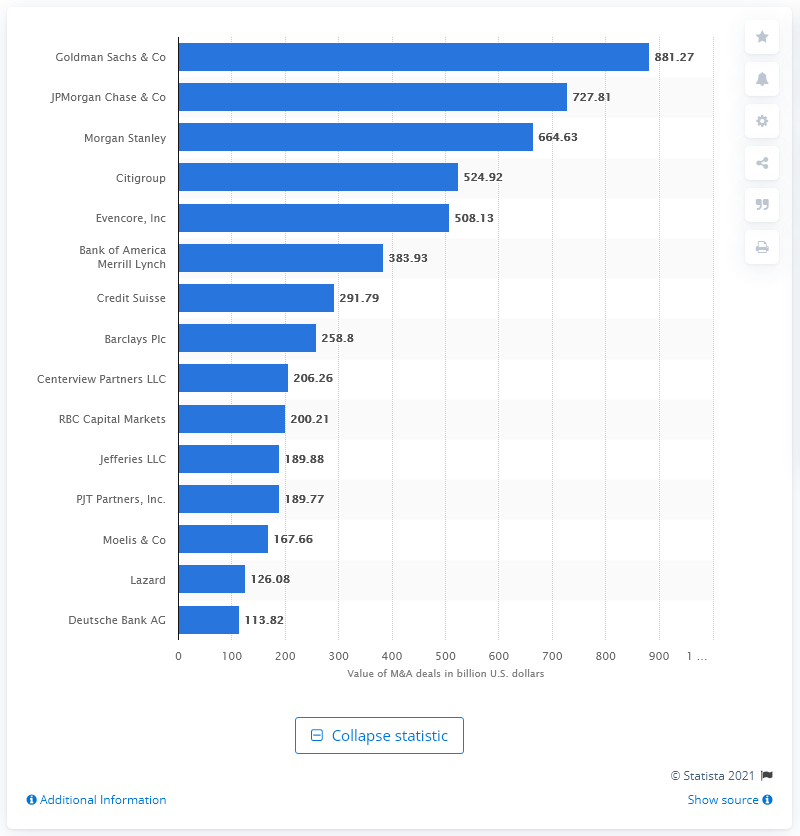 Goldman Sachs & Co 881.27
JPMorgan Chase & Co 727.81
Morgan Stanley 664.63
Citigroup 524.92
Evencore, Inc 508.13
Bank of America
Merrill Lynch 383.93
Credit Suisse 291.79
Barclays Plc 258.8
Centerview Partners LLC 206.26
RBC Capital Markets 200.21
Jefferies LLC 189.88
PJT Partners, Inc. 189.77
Moelis & Co 167.66
Lazard 126.08
Deutsche Bank AG 113.82
0 100 200 300 400 500 600 700 800 900 1 ...
Value of M&A deals in billion U.S. dollars
Collapse statistic
© Statista 2021
Additional Information
Show source